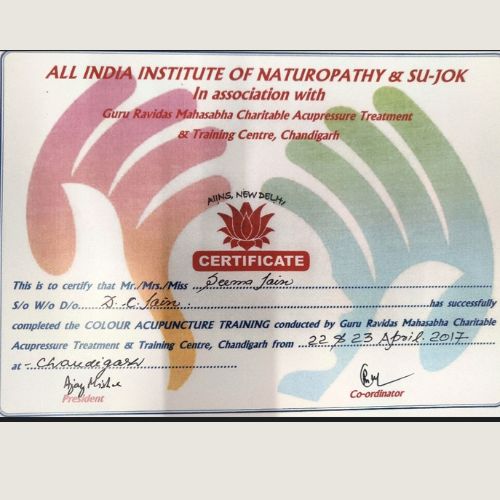 ALL INDIA INSTITUTE OF NATUROPATHY & SU-JOK
In association with
Guru Ravidas Mahasabha Charitable Acupressure Treatment
& Training Centre, Chandigarh
AIINS, NEW DELHI
CERTIFICATE
This is to certify that Mr./Mrs./Miss ....Seema Jain
S/o W/o D/o......D. C. Jain.......has successfully
completed the COLOUR ACUPUNCTURE TRAINING conducted by Guru Ravidas Mahasabha Charitable
Acupressure Treatment & Training Centre, Chandigarh from ....22 & 23 April. 2017
at ...Chandigarh
Ajay
President
Co-ordinator